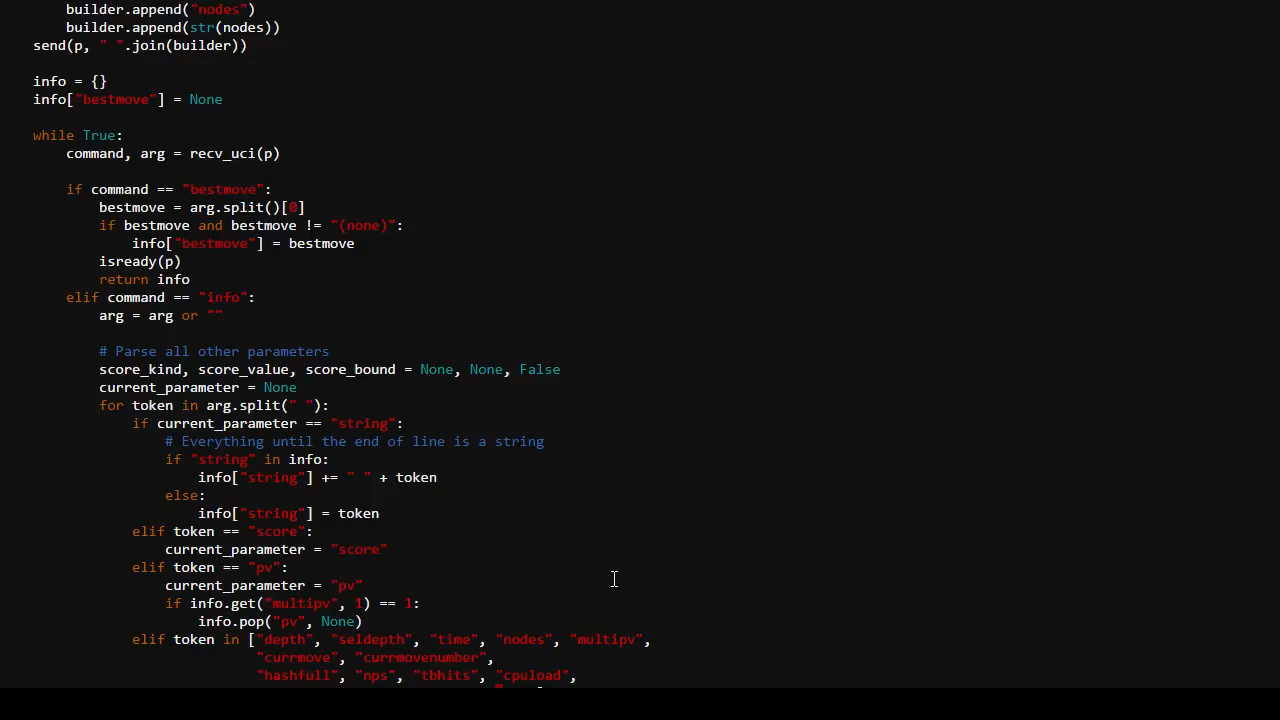 builder.append("nodes")
builder.append(str(nodes))
send(p, " ".join(builder))
info = {}
info["bestmove"] = None
while True:
command, arg = recv_uci(p)
if command == "bestmove":
bestmove = arg.split()[0]
if bestmove and bestmove != "(none)":
info["bestmove"] = bestmove
isready(p)
return info
elif command == "info":
arg = arg or ""
# Parse all other parameters
score_kind, score_value, score_bound = None, None, False
current_parameter = None
for token in arg.split(" "):
if current_parameter == "string":
# Everything until the end of line is a string
if "string" in info:
info["string"] += " " + token
else:
info["string"] = token
elif token == "score":
current_parameter = "score"
elif token == "pv":
current_parameter = "pv"
if info.get("multipv", 1) == 1:
info.pop("pv", None)
elif token in ["depth", "seldepth", "time", "nodes", "multipv",
"currmove", "currmovenumber",
"hashfull", "nps", "tbhits", "cpuload",